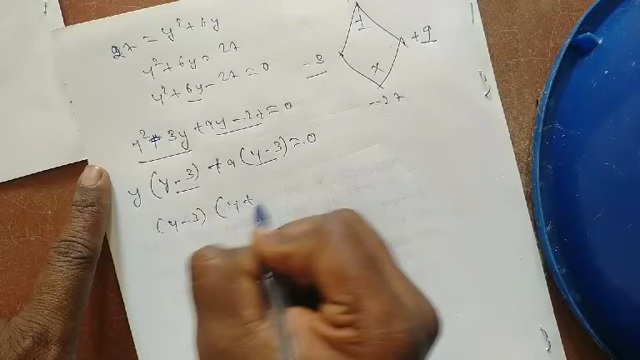 27 = y² + 6y
y² + 6y = 27
y² + 6y - 27 = 0
y² - 3y + 9y - 27 = 0
y (y - 3) + 9 (y - 3) = 0
(y - 3) (y +
+
-3
+9
x
-27